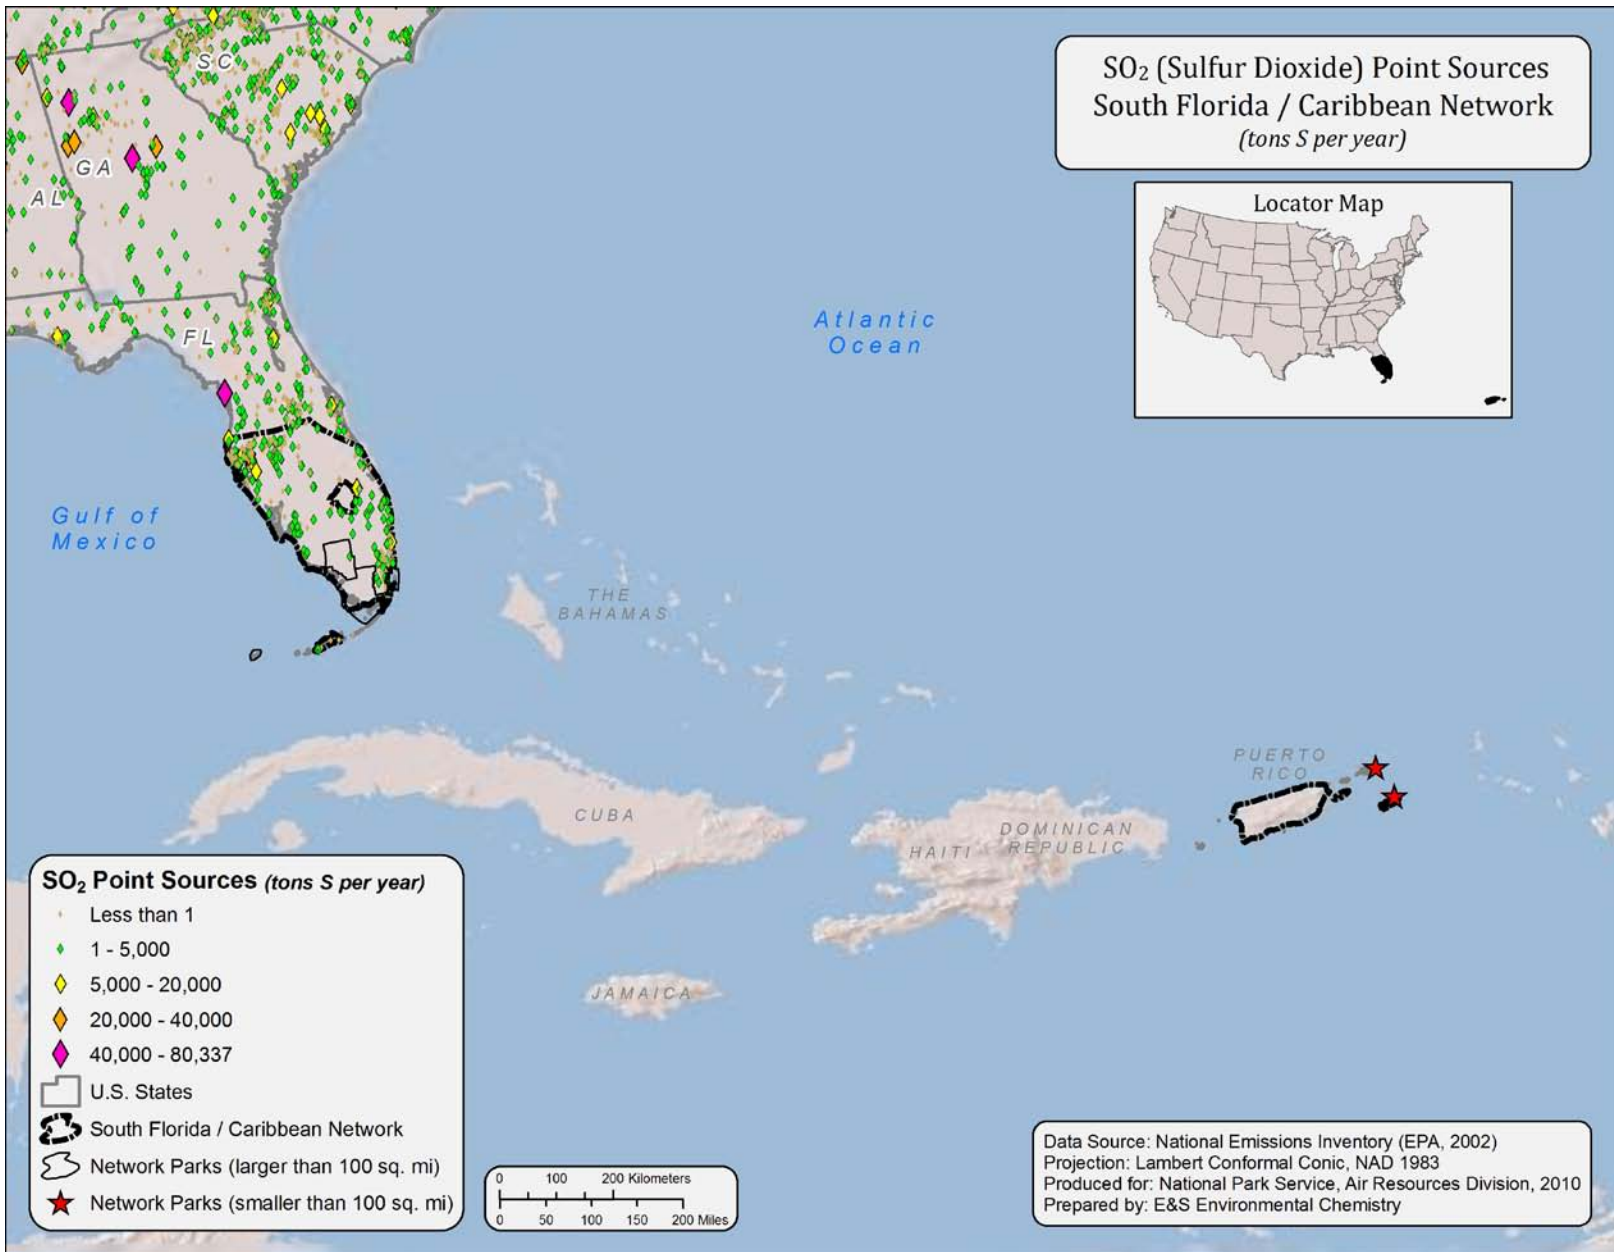 SO₂ (Sulfur Dioxide) Point Sources
South Florida / Caribbean Network
(tons S per year)
Locator Map
SC
GA
AL
FL
Atlantic
Ocean
Gulf of
Mexico
THE
BAHAMAS
PUERTO
RICO
CUBA
DOMINICAN
REPUBLIC
HAITI
JAMAICA
SO₂ Point Sources (tons S per year)
Less than 1
1 - 5,000
5,000 - 20,000
20,000 - 40,000
40,000 - 80,337
U.S. States
South Florida / Caribbean Network
Network Parks (larger than 100 sq. mi)
Network Parks (smaller than 100 sq. mi)
0 100 200 Kilometers
0 50 100 150 200 Miles
Data Source: National Emissions Inventory (EPA, 2002)
Projection: Lambert Conformal Conic, NAD 1983
Produced for: National Park Service, Air Resources Division, 2010
Prepared by: E&S Environmental Chemistry